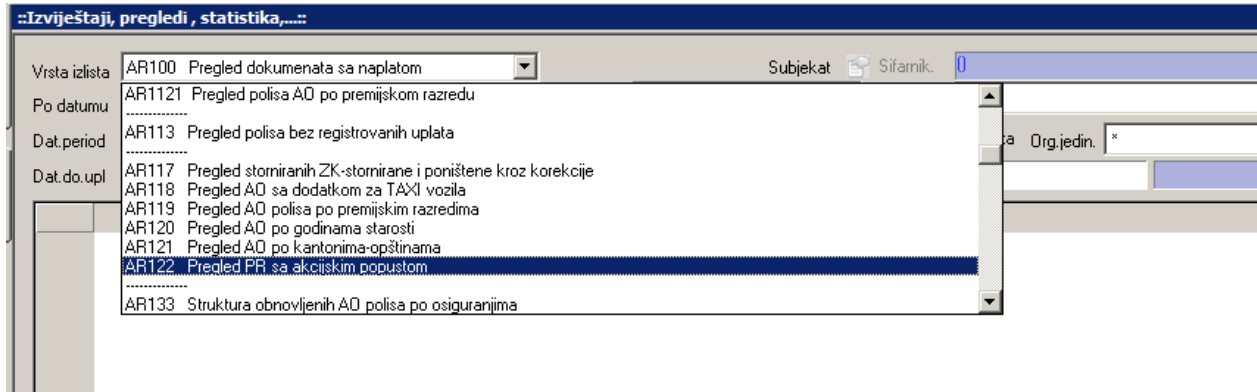 ::Izviještaji, pregledi , statistika,...::
Vrsta izlista AR100 Pregled dokumenata sa naplatom Subjekat Sifarnik. 0
Po datumu
Dat.period Org.jedin. *
Dat.do.upl
AR1121 Pregled polisa AO po premijskom razredu
--------------
AR113 Pregled polisa bez registrovanih uplata
--------------
AR117 Pregled storniranih ZK-stornirane i poništene kroz korekcije
AR118 Pregled AO sa dodatkom za TAXI vozila
AR119 Pregled AO polisa po premijskim razredima
AR120 Pregled AO po godinama starosti
AR121 Pregled AO po kantonima-opštinama
AR122 Pregled PR sa akcijskim popustom
--------------
AR133 Struktura obnovljenih AO polisa po osiguranjima